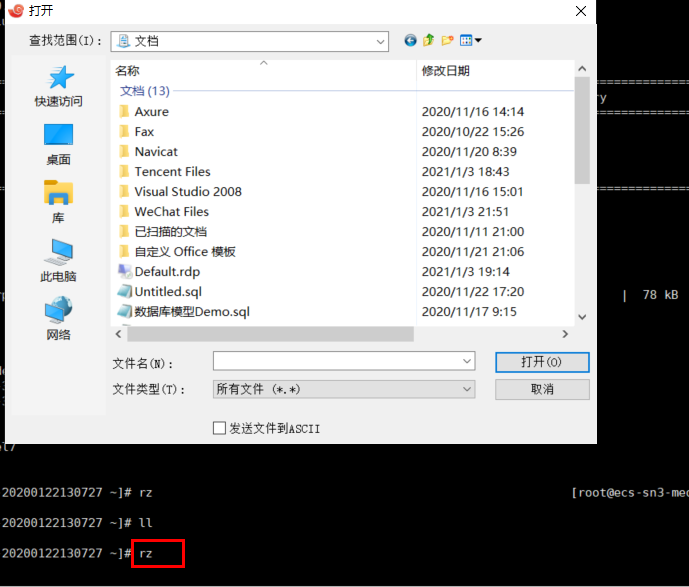 打开
查找范围(I): 文档
名称 修改日期
文档 (13)
Axure 2020/11/16 14:14
Fax 2020/10/22 15:26
Navicat 2020/11/20 8:39
Tencent Files 2021/1/3 18:43
Visual Studio 2008 2020/11/16 15:01
WeChat Files 2021/1/3 21:51
已扫描的文档 2020/11/11 21:00
自定义 Office 模板 2020/11/21 21:06
Default.rdp 2021/1/3 19:14
Untitled.sql 2020/11/22 17:20
数据库模型Demo.sql 2020/11/17 9:15
快速访问
桌面
库
此电脑
网络
文件名(N): 打开(O)
文件类型(T): 所有文件 (*.*) 取消
发送文件到ASCII
ry
| 78 kB
el7
20200122130727 ~]# rz [root@ecs-sn3-med
20200122130727 ~]# ll
20200122130727 ~]# rz